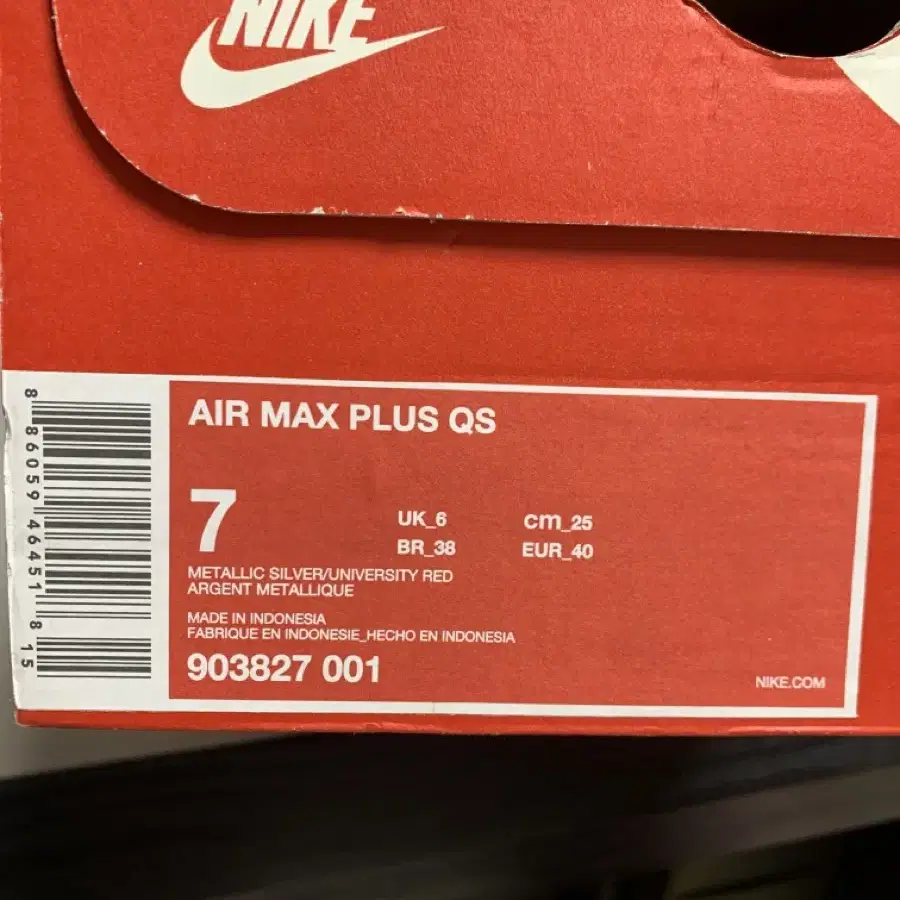 NIKE
AIR MAX PLUS QS
7
UK_6 cm_25
BR_38 EUR_40
METALLIC SILVER/UNIVERSITY RED
ARGENT METALLIQUE
MADE IN INDONESIA
FABRIQUE EN INDONESIE_HECHO EN INDONESIA
903827 001
NIKE.COM
8 86059 46451 8 15